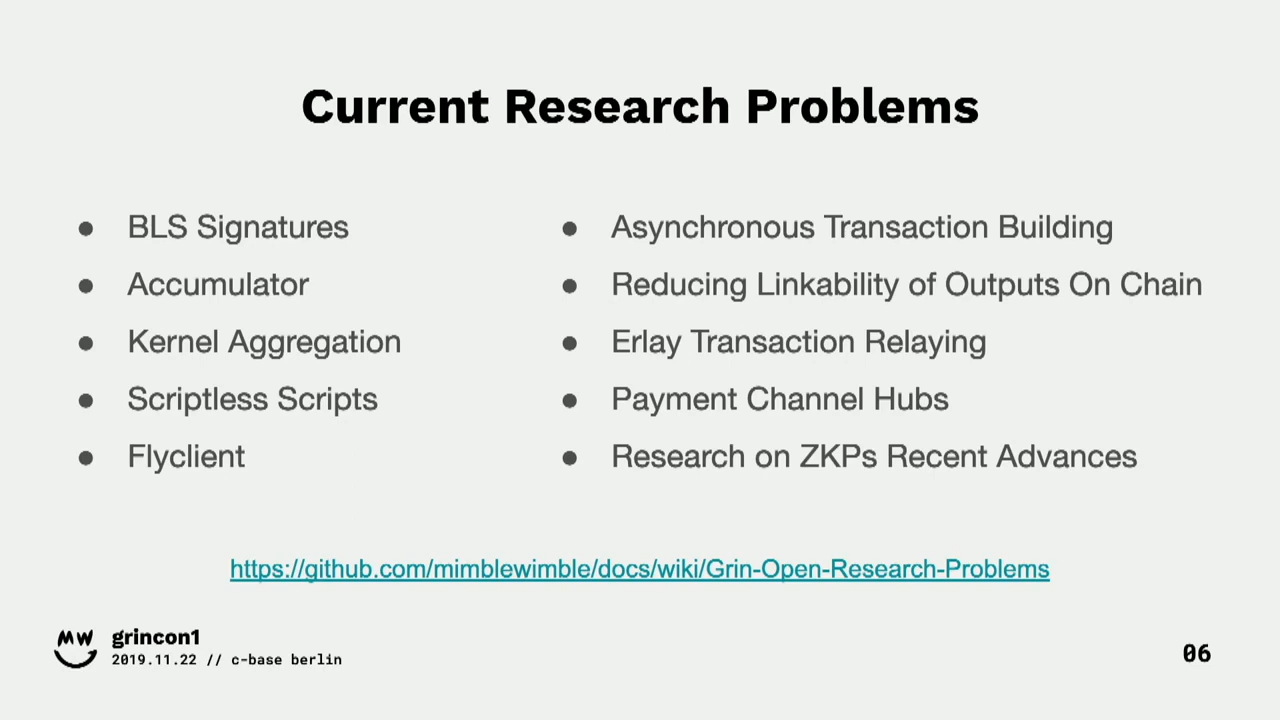 Current Research Problems
● BLS Signatures
● Accumulator
● Kernel Aggregation
● Scriptless Scripts
● Flyclient
● Asynchronous Transaction Building
● Reducing Linkability of Outputs On Chain
● Erlay Transaction Relaying
● Payment Channel Hubs
● Research on ZKPs Recent Advances
https://github.com/mimblewimble/docs/wiki/Grin-Open-Research-Problems
MW
grincon1
2019.11.22 // c-base berlin
06